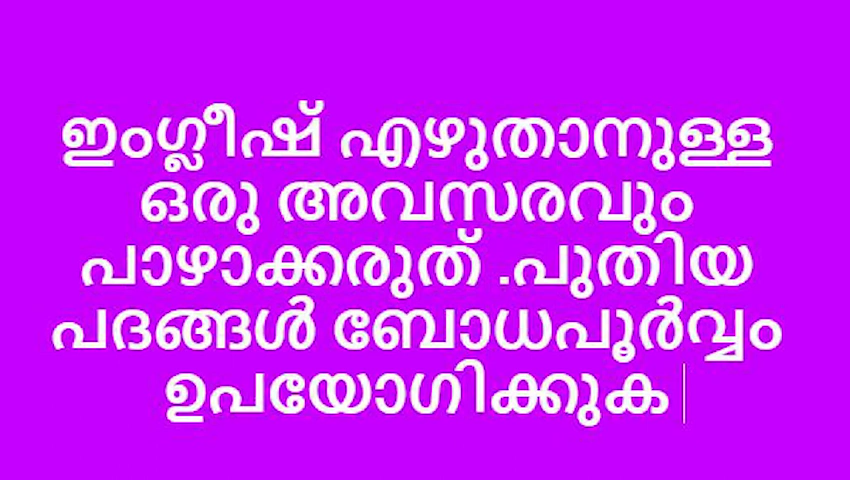 ഇംഗ്ലീഷ് എഴുതാനുള്ള
ഒരു അവസരവും
പാഴാക്കരുത് .പുതിയ
പദങ്ങൾ ബോധപൂർവ്വം
ഉപയോഗിക്കുക